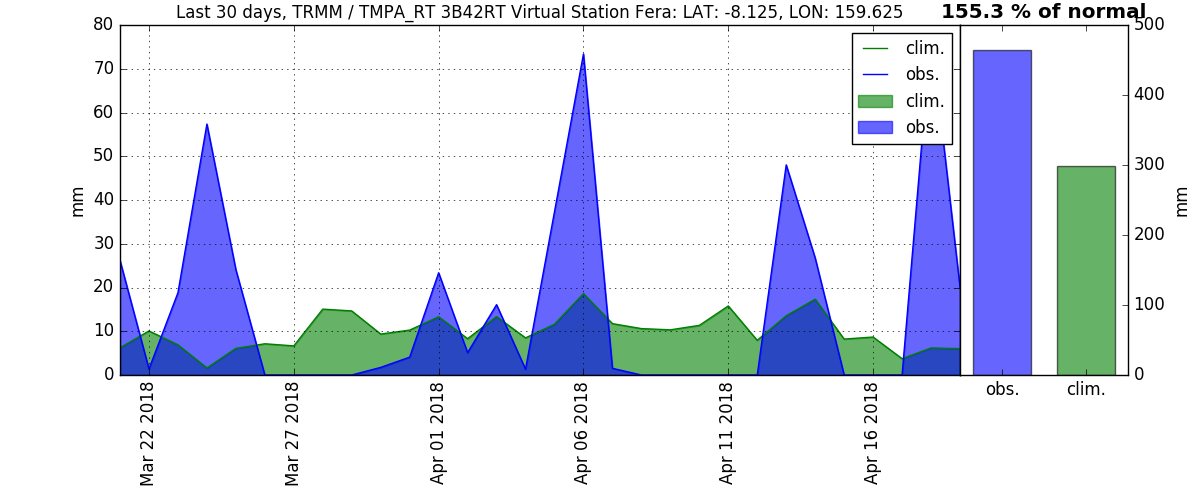 Last 30 days, TRMM / TMPA_RT 3B42RT Virtual Station Fera: LAT: -8.125, LON: 159.625
155.3 % of normal
80
70
60
50
40
30
20
10
0
mm
clim.
obs.
clim.
obs.
500
400
300
200
100
0
mm
obs.
clim.
Mar 22 2018
Mar 27 2018
Apr 01 2018
Apr 06 2018
Apr 11 2018
Apr 16 2018